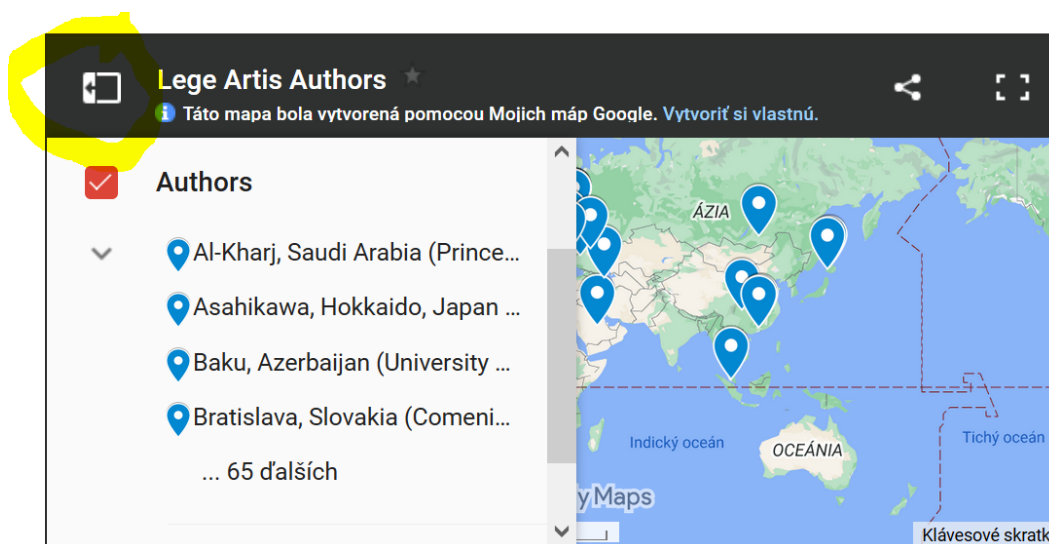 Lege Artis Authors
Táto mapa bola vytvorená pomocou Mojich máp Google. Vytvoriť si vlastnú.
Authors
Al-Kharj, Saudi Arabia (Prince...
Asahikawa, Hokkaido, Japan ...
Baku, Azerbaijan (University ...
Bratislava, Slovakia (Comeni...
... 65 ďalších
ÁZIA
Indický oceán
OCEÁNIA
Tichý oceán
y Maps
Klávesové skratk